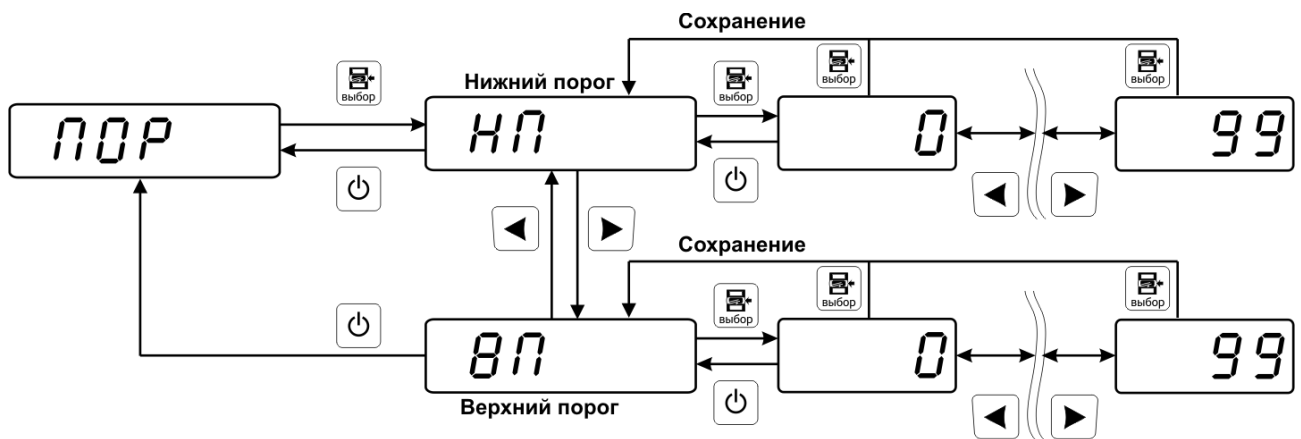 Сохранение
выбор
Нижний порог
выбор
выбор
выбор
ПОР
НП
0
99
Сохранение
выбор
выбор
выбор
ВП
0
99
Верхний порог